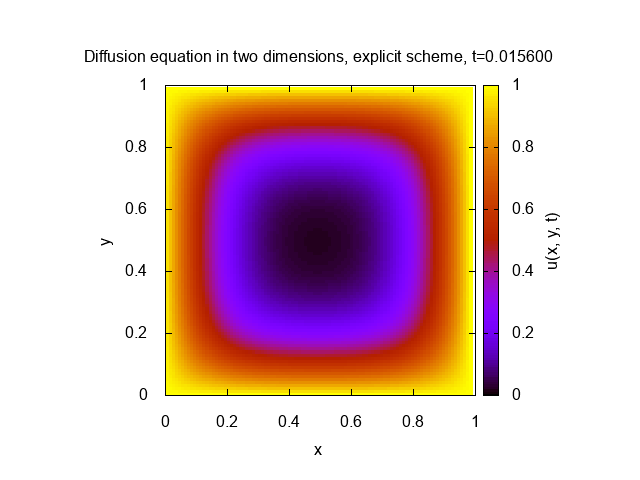 Diffusion equation in two dimensions, explicit scheme, t=0.015600
1
0.8
0.6
0.4
0.2
0
y
0 0.2 0.4 0.6 0.8 1
x
1
0.8
0.6
0.4
0.2
0
u(x, y, t)